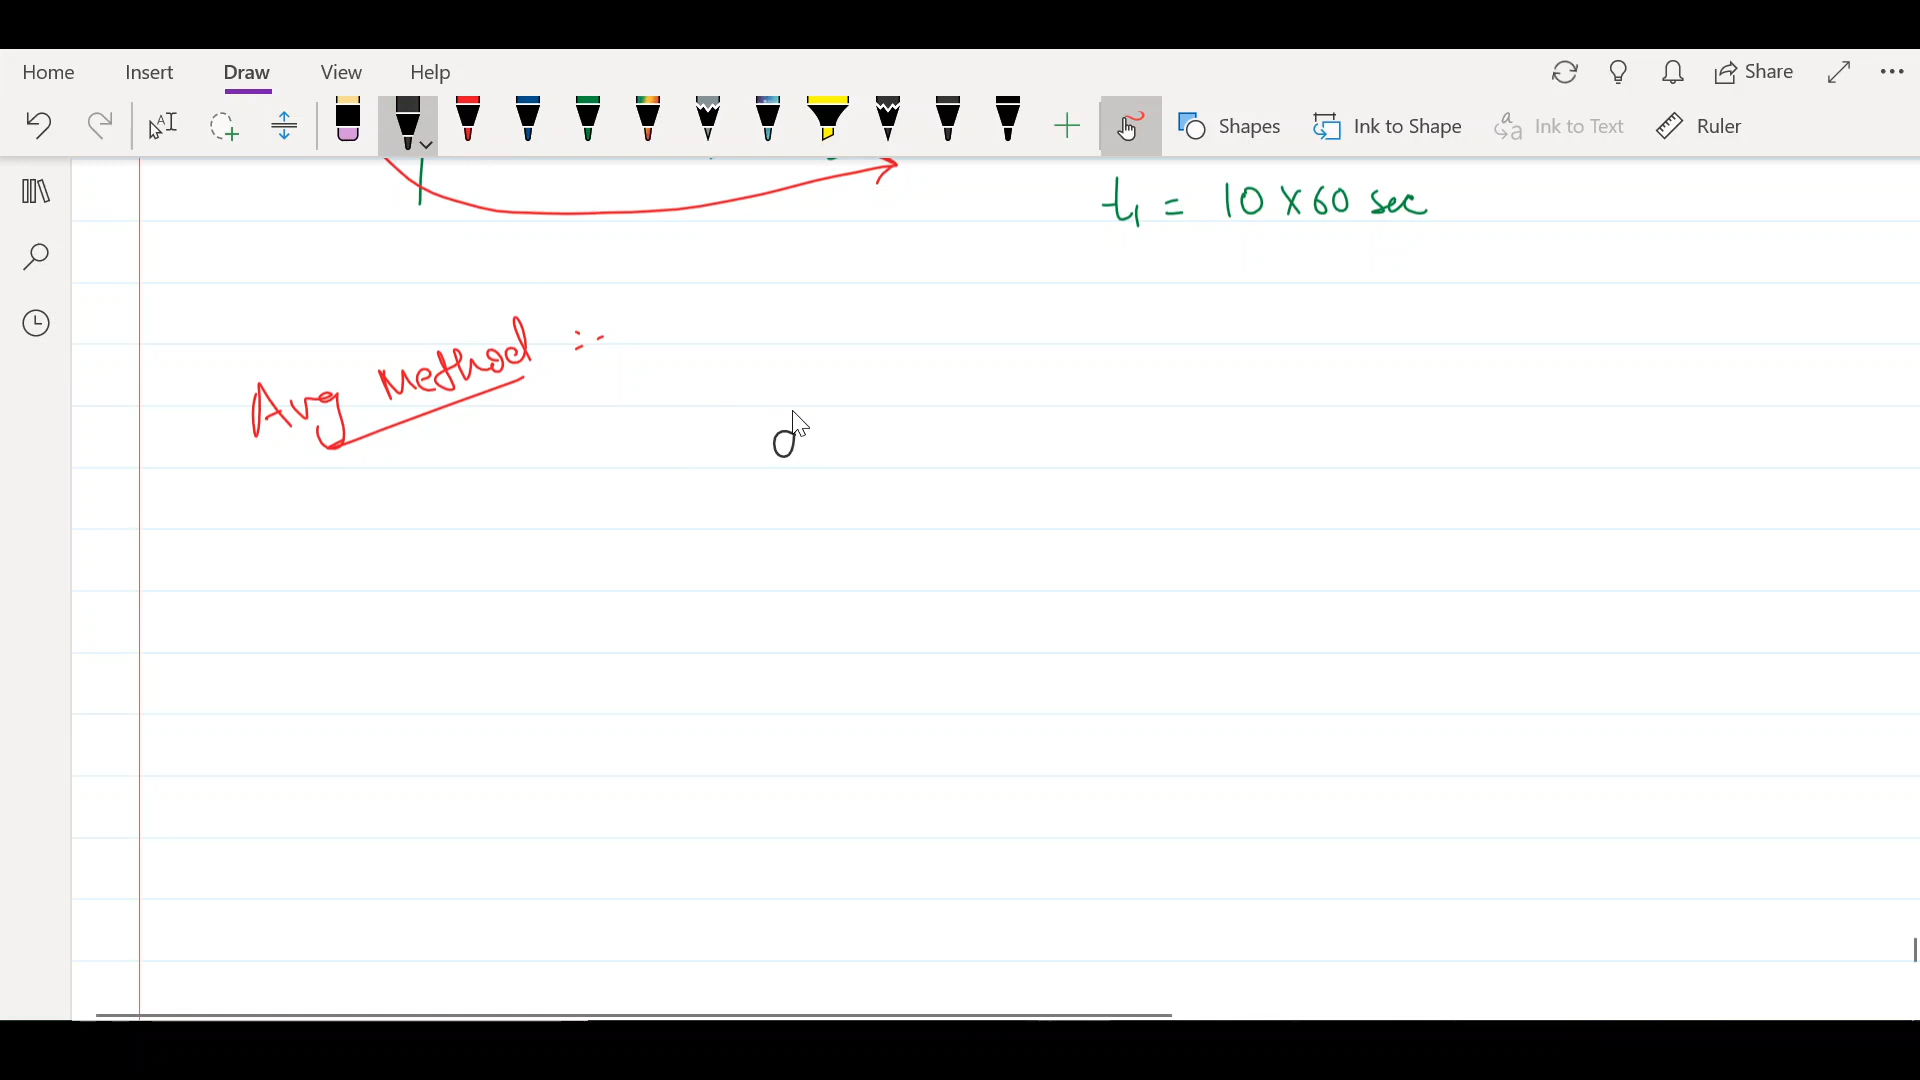 Home Insert Draw View Help Share
Shapes Ink to Shape Ink to Text Ruler
t1 = 10 x 60 sec
Avg Method :-
0